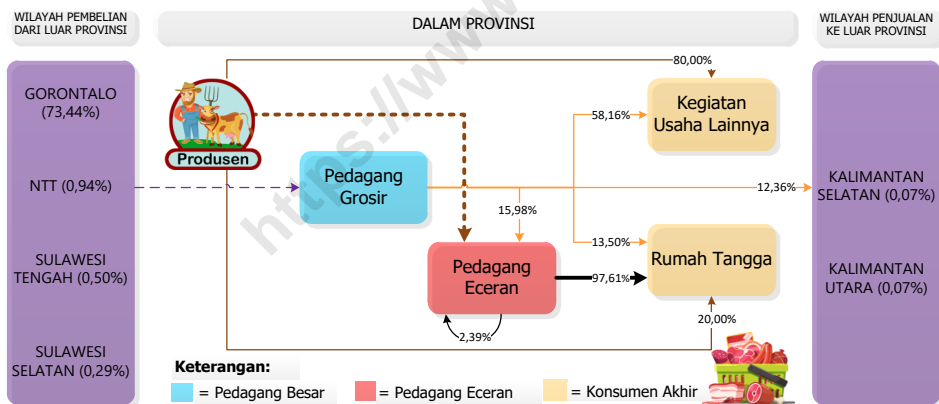 WILAYAH PEMBELIAN
DARI LUAR PROVINSI
DALAM PROVINSI
WILAYAH PENJUALAN
KE LUAR PROVINSI
GORONTALO
(73,44%)
NTT (0,94%)
SULAWESI
TENGAH (0,50%)
SULAWESI
SELATAN (0,29%)
Produsen
Pedagang
Grosir
Pedagang
Eceran
80,00%
58,16%
Kegiatan
Usaha Lainnya
12,36%
15,98%
13,50%
97,61%
Rumah Tangga
2,39%
20,00%
KALIMANTAN
SELATAN (0,07%)
KALIMANTAN
UTARA (0,07%)
Keterangan:
= Pedagang Besar
= Pedagang Eceran
= Konsumen Akhir
https://www